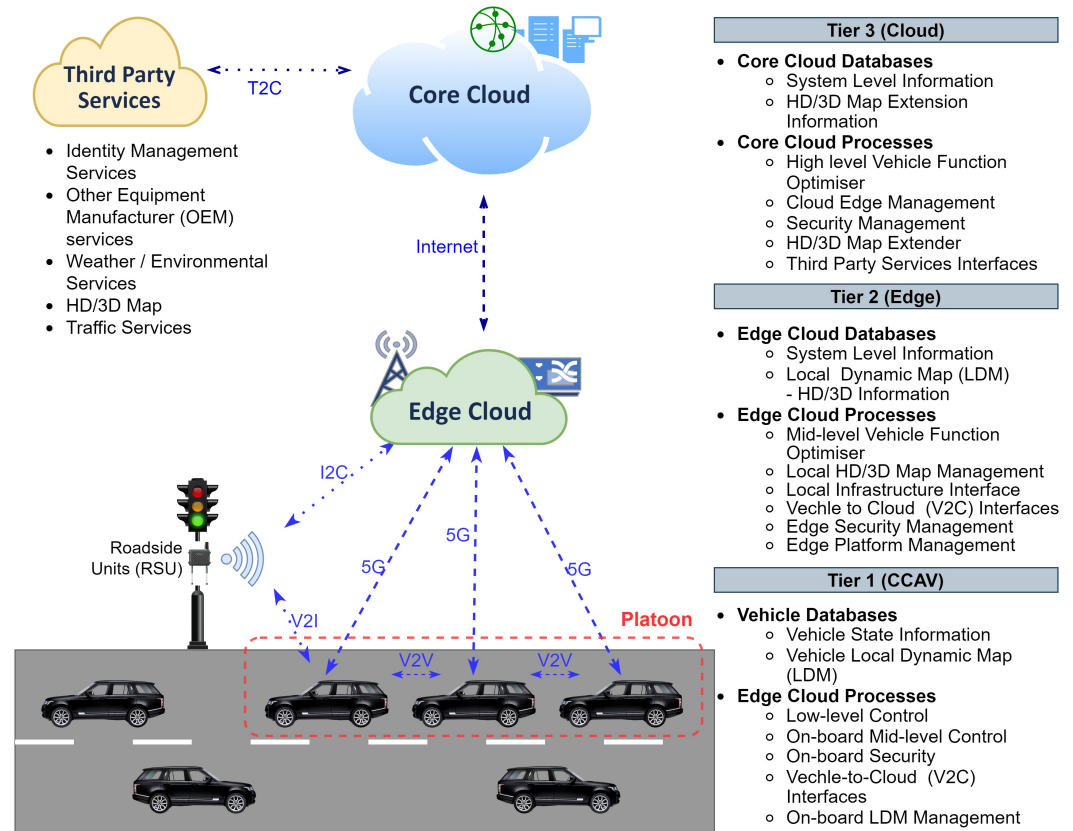 Third Party
Services
T2C
Core Cloud
• Identity Management
Services
• Other Equipment
Manufacturer (OEM)
services
• Weather / Environmental
Services
• HD/3D Map
• Traffic Services
Internet
Edge Cloud
I2C
5G
5G
5G
Roadside
Units (RSU)
V2I
Platoon
V2V
V2V
Tier 3 (Cloud)
• Core Cloud Databases
o System Level Information
o HD/3D Map Extension
Information
• Core Cloud Processes
o High level Vehicle Function
Optimiser
o Cloud Edge Management
o Security Management
o HD/3D Map Extender
o Third Party Services Interfaces
Tier 2 (Edge)
• Edge Cloud Databases
o System Level Information
o Local Dynamic Map (LDM)
- HD/3D Information
• Edge Cloud Processes
o Mid-level Vehicle Function
Optimiser
o Local HD/3D Map Management
o Local Infrastructure Interface
o Vechle to Cloud (V2C) Interfaces
o Edge Security Management
o Edge Platform Management
Tier 1 (CCAV)
• Vehicle Databases
o Vehicle State Information
o Vehicle Local Dynamic Map
(LDM)
• Edge Cloud Processes
o Low-level Control
o On-board Mid-level Control
o On-board Security
o Vechle-to-Cloud (V2C)
Interfaces
o On-board LDM Management